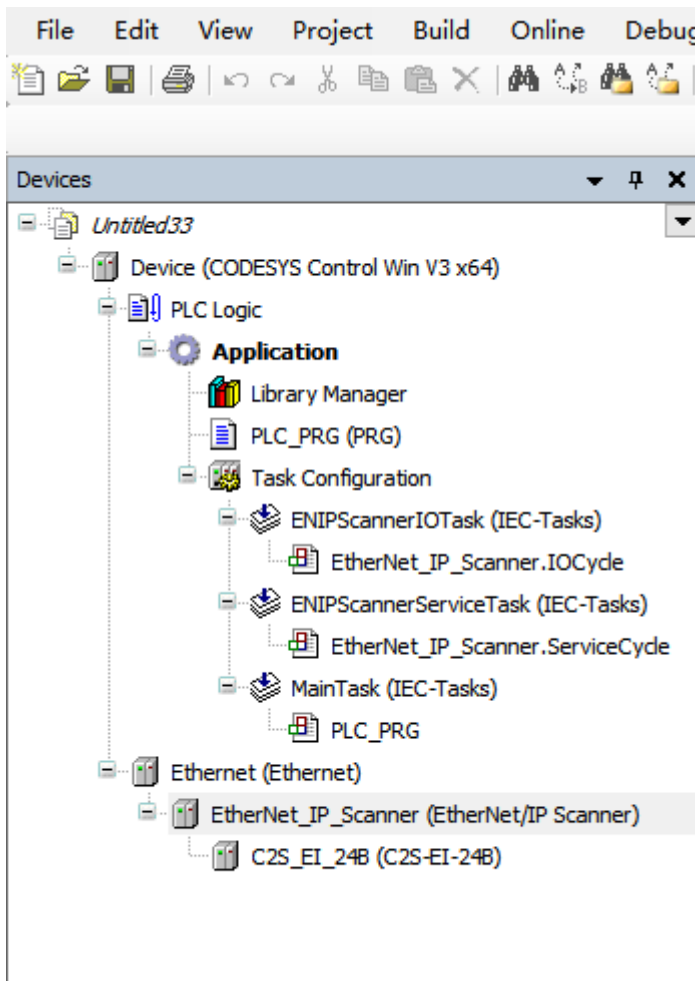 File Edit View Project Build Online Debug
Devices
Untitled33
Device (CODESYS Control Win V3 x64)
PLC Logic
Application
Library Manager
PLC_PRG (PRG)
Task Configuration
ENIPScannerIOTask (IEC-Tasks)
EtherNet_IP_Scanner.IOCycle
ENIPScannerServiceTask (IEC-Tasks)
EtherNet_IP_Scanner.ServiceCycle
MainTask (IEC-Tasks)
PLC_PRG
Ethernet (Ethernet)
EtherNet_IP_Scanner (EtherNet/IP Scanner)
C2S_EI_24B (C2S-EI-24B)